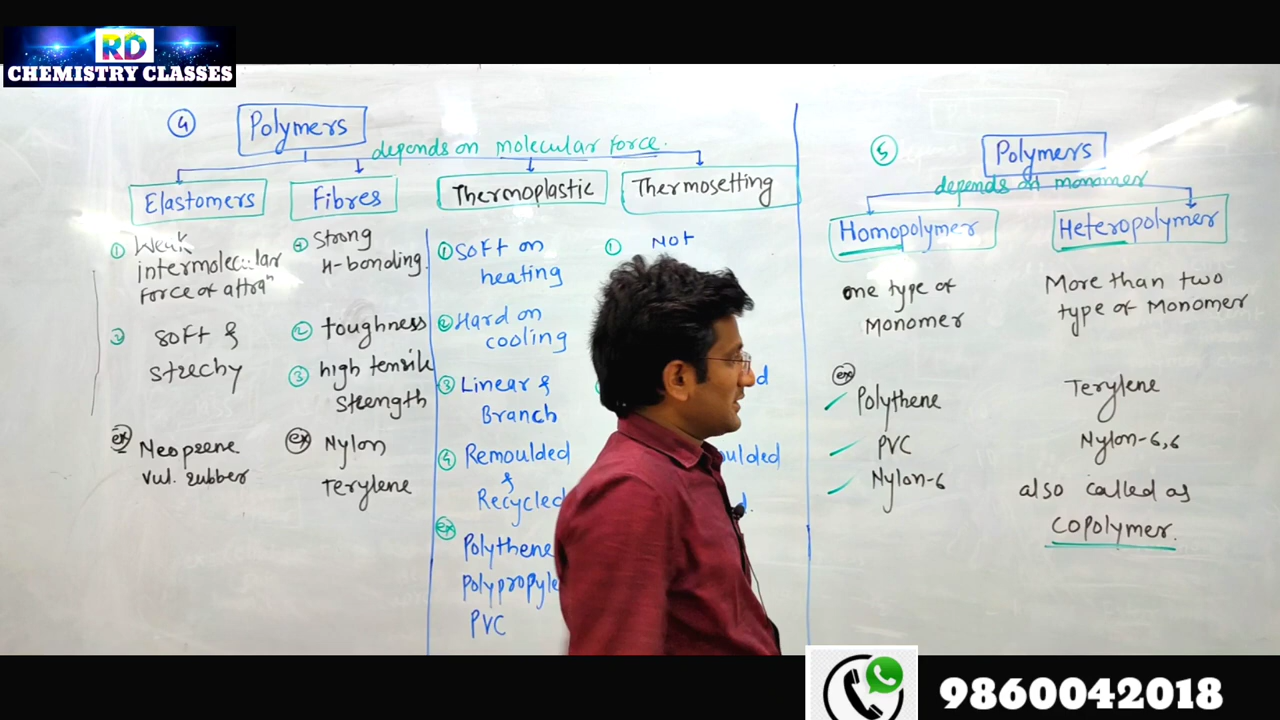 RD
CHEMISTRY CLASSES
4
Polymers
depends on molecular force.
Elastomers
1 Weak
intermolecular
force of attraⁿ
2 soft &
strechy
ex Neoprene
vul. rubber
Fibres
1 Strong
H-bonding.
2 toughness
3 high tensile
strength
ex Nylon
Terylene
Thermoplastic
1 Soft on
heating
2 Hard on
cooling
3 Linear &
Branch
4 Remoulded
&
Recycled
ex
Polythene
Polypropyle
PVC
Thermosetting
1 Not
5
Polymers
depends on monomer
Homopolymer
one type of
Monomer
ex
Polythene
PVC
Nylon-6
Heteropolymer
More than two
type of Monomer
Terylene
Nylon-6,6
also called as
copolymer.
9860042018